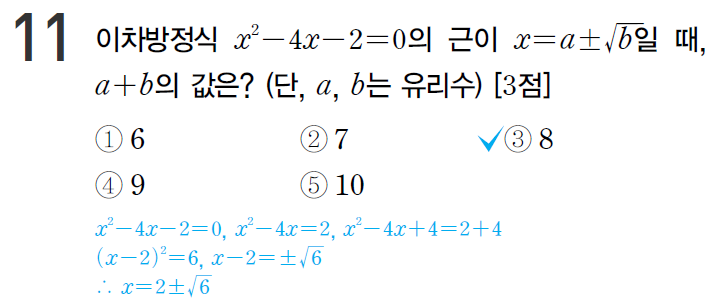 11 이차방정식 x²-4x-2=0의 근이 x=a±√b일 때,
a+b의 값은? (단, a, b는 유리수) [3점]
① 6 ② 7 ③ 8
④ 9 ⑤ 10
x²-4x-2=0, x²-4x=2, x²-4x+4=2+4
(x-2)²=6, x-2=±√6
∴ x=2±√6